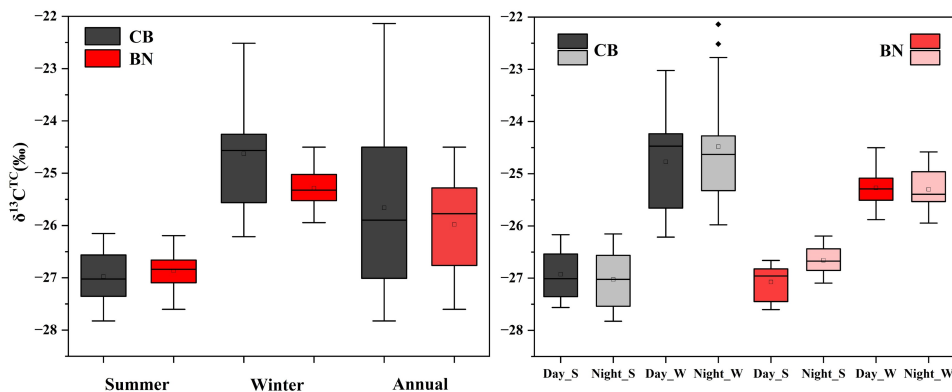 −22
−23
−24
−25
−26
−27
−28
δ¹³Cᵀᶜ(‰)
CB
BN
Summer Winter Annual
−22
−23
−24
−25
−26
−27
−28
CB
BN
Day_S Night_S Day_W Night_W Day_S Night_S Day_W Night_W